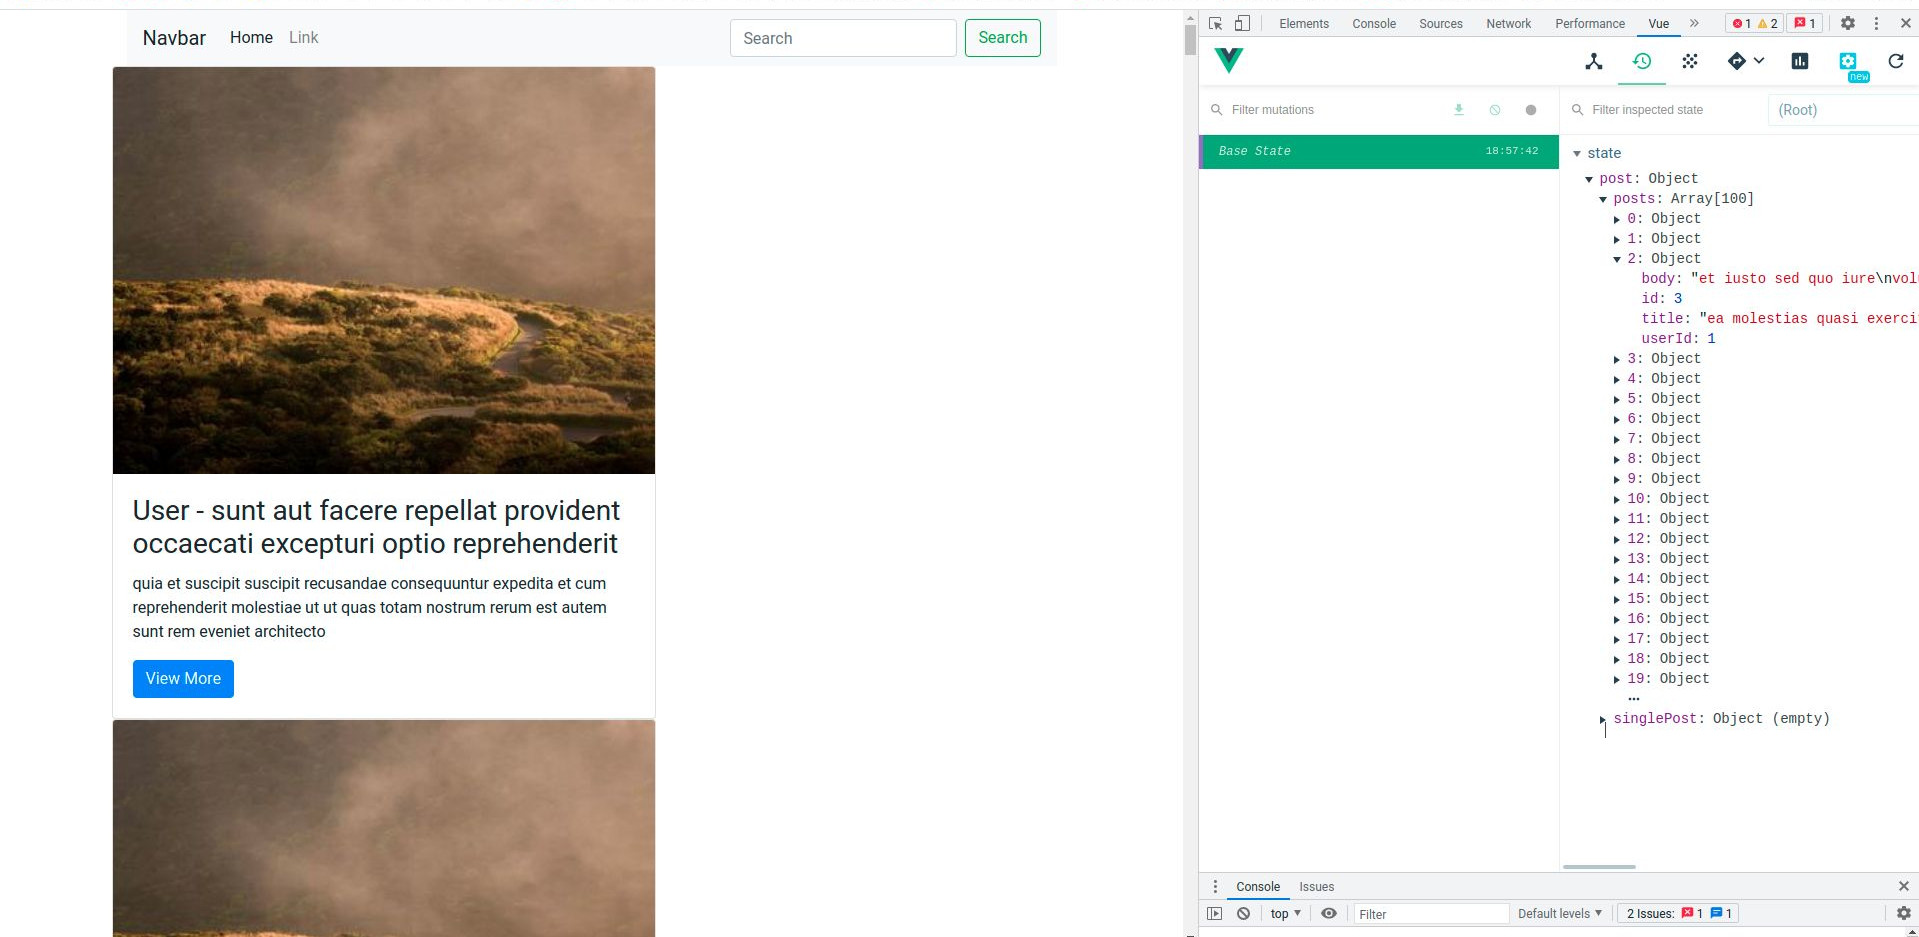 Navbar Home Link Search Search
User - sunt aut facere repellat provident
occaecati excepturi optio reprehenderit
quia et suscipit suscipit recusandae consequuntur expedita et cum
reprehenderit molestiae ut ut quas totam nostrum rerum est autem
sunt rem eveniet architecto
View More
Elements Console Sources Network Performance Vue » 1 2 1
new
Filter mutations
Base State 18:57:42
Filter inspected state (Root)
state
post: Object
posts: Array[100]
0: Object
1: Object
2: Object
body: "et iusto sed quo iure\nvol
id: 3
title: "ea molestias quasi exerci
userId: 1
3: Object
4: Object
5: Object
6: Object
7: Object
8: Object
9: Object
10: Object
11: Object
12: Object
13: Object
14: Object
15: Object
16: Object
17: Object
18: Object
19: Object
…
singlePost: Object (empty)
Console Issues
top Filter Default levels 2 Issues: 1 1